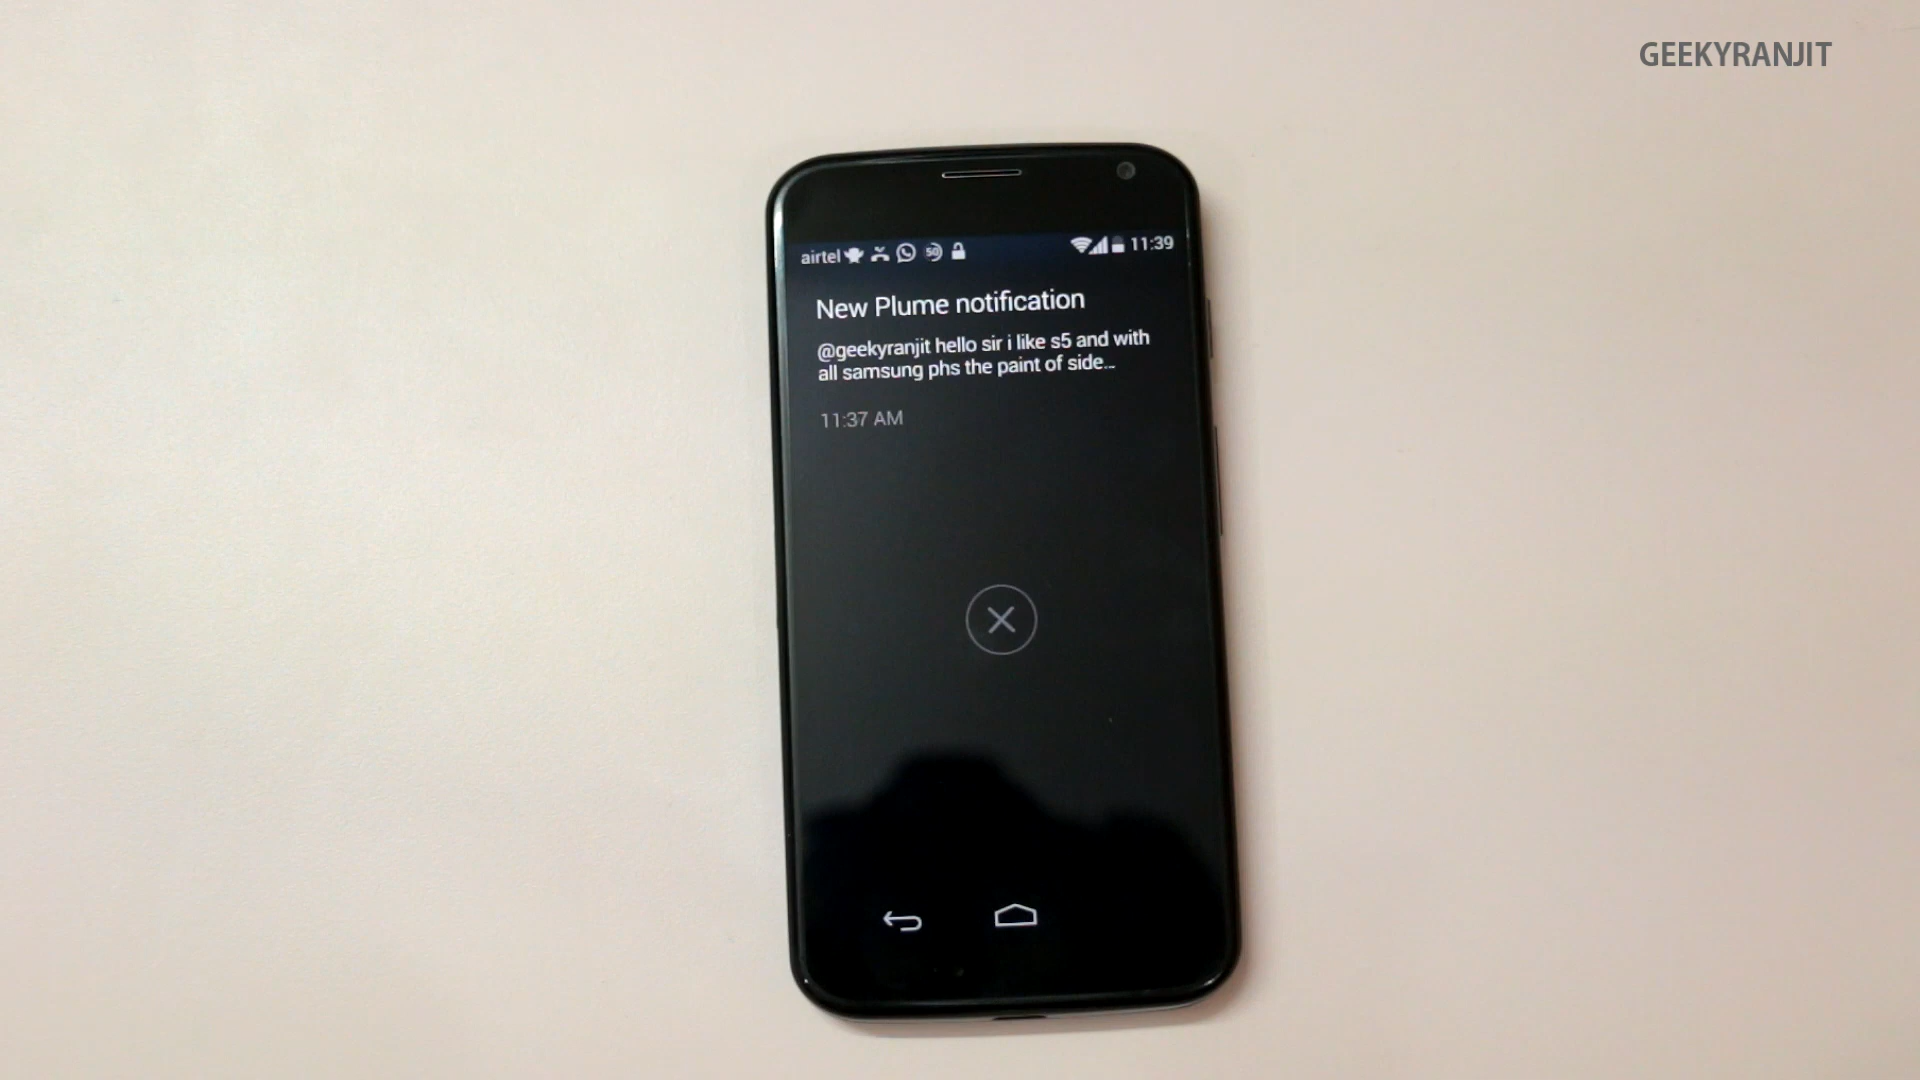 GEEKYRANJIT
airtel 50 11:39
New Plume notification
@geekyranjit hello sir i like s5 and with
all samsung phs the paint of side...
11:37 AM